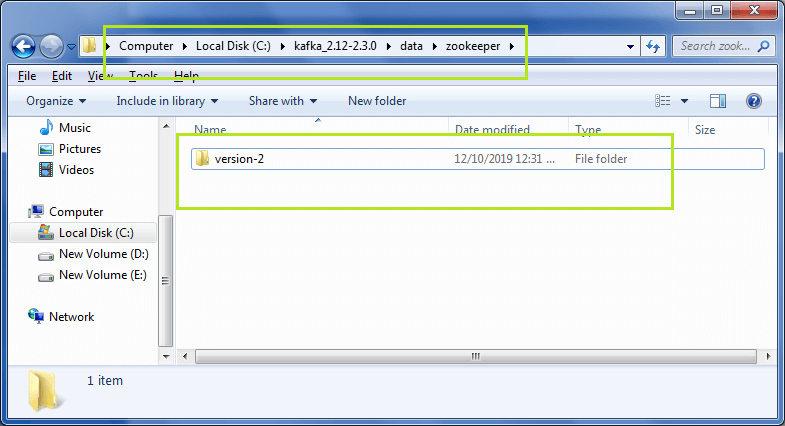 Computer Local Disk (C:) kafka_2.12-2.3.0 data zookeeper
Search zook...
File Edit View Tools Help
Organize Include in library Share with New folder
Name Date modified Type Size
Music
Pictures
Videos
Computer
Local Disk (C:)
New Volume (D:)
New Volume (E:)
Network
version-2 12/10/2019 12:31 ... File folder
1 item